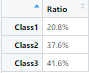 Ratio
Class1 20.8%
Class2 37.6%
Class3 41.6%